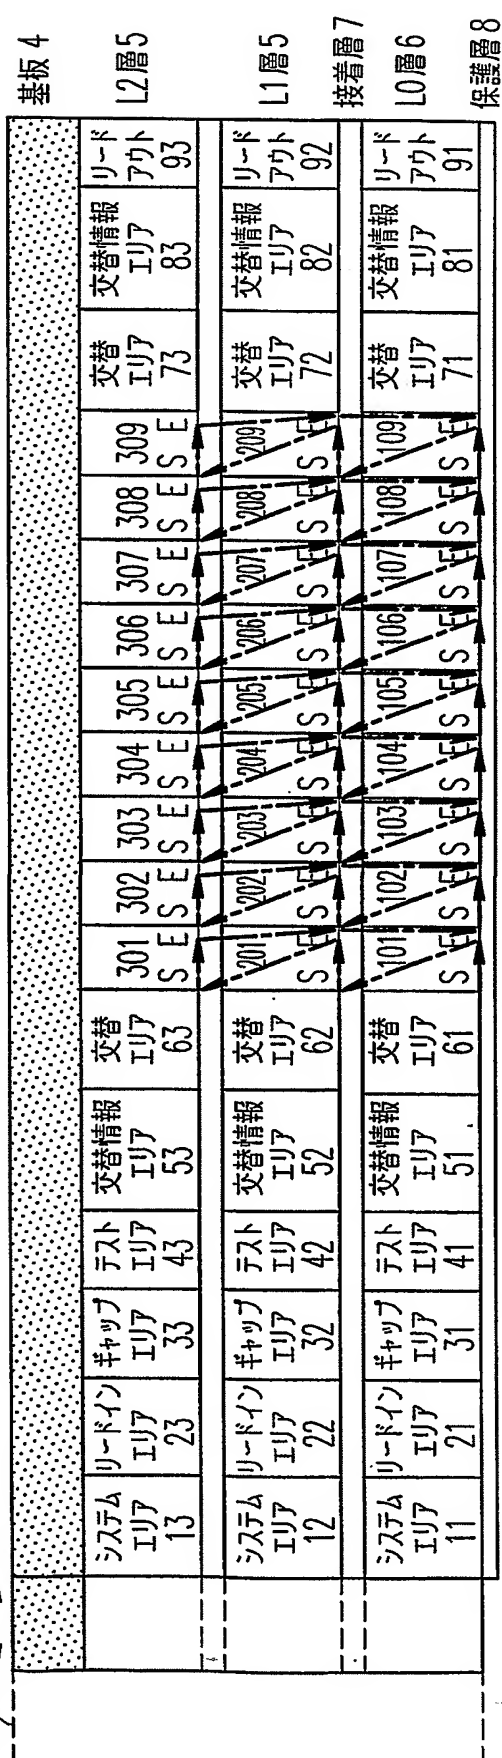 基板 4
システム
エリア
13
リードイン
エリア
23
ギャップ
エリア
33
テスト
エリア
43
交替情報
エリア
53
交替
エリア
63
301
S E
302
S E
303
S E
304
S E
305
S E
306
S E
307
S E
308
S E
309
S E
交替
エリア
73
交替情報
エリア
83
リード
アウト
93
L2層5
システム
エリア
12
リードイン
エリア
22
ギャップ
エリア
32
テスト
エリア
42
交替情報
エリア
52
交替
エリア
62
201
S E
202
S E
203
S E
204
S E
205
S E
206
S E
207
S E
208
S E
209
S E
交替
エリア
72
交替情報
エリア
82
リード
アウト
92
L1層5
接着層7
システム
エリア
11
リードイン
エリア
21
ギャップ
エリア
31
テスト
エリア
41
交替情報
エリア
51
交替
エリア
61
101
S E
102
S E
103
S E
104
S E
105
S E
106
S E
107
S E
108
S E
109
S E
交替
エリア
71
交替情報
エリア
81
リード
アウト
91
L0層6
保護層8